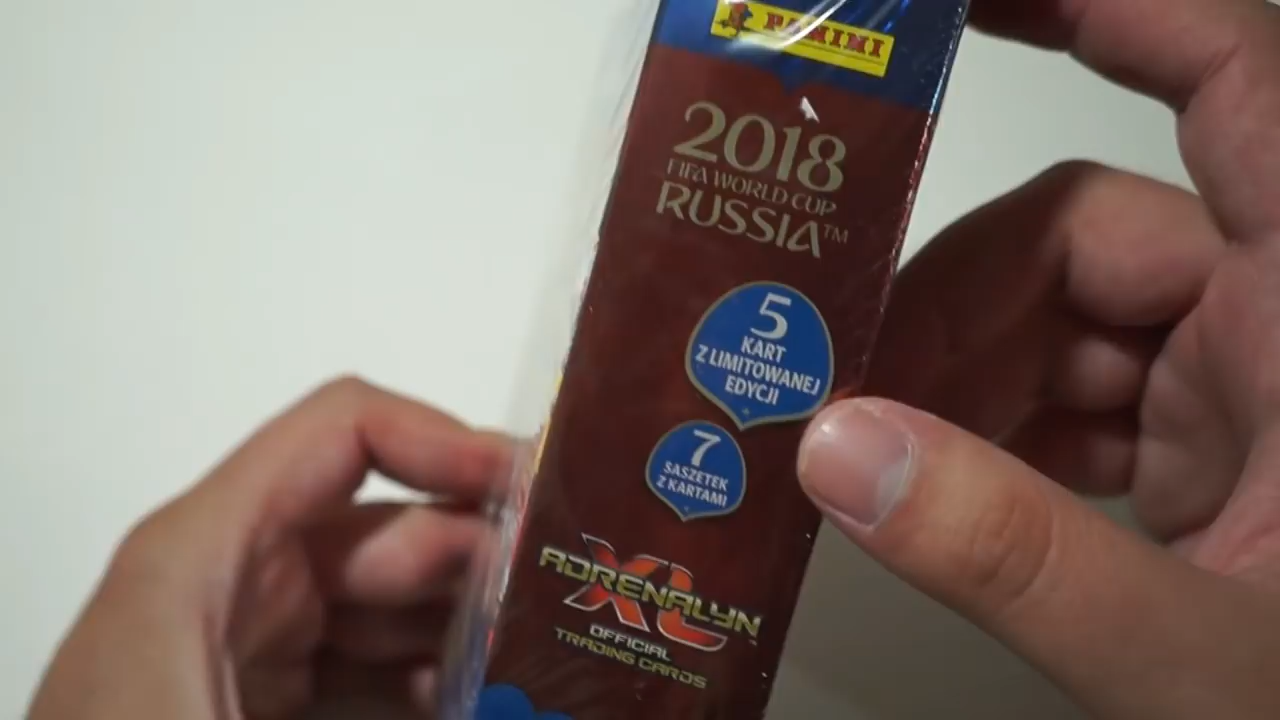 PANINI
2018
FIFA WORLD CUP
RUSSIA™
5
KART
Z LIMITOWANEJ
EDYCJI
7
SASZETEK
Z KARTAMI
ADRENALYN
XL
OFFICIAL
TRADING CARDS